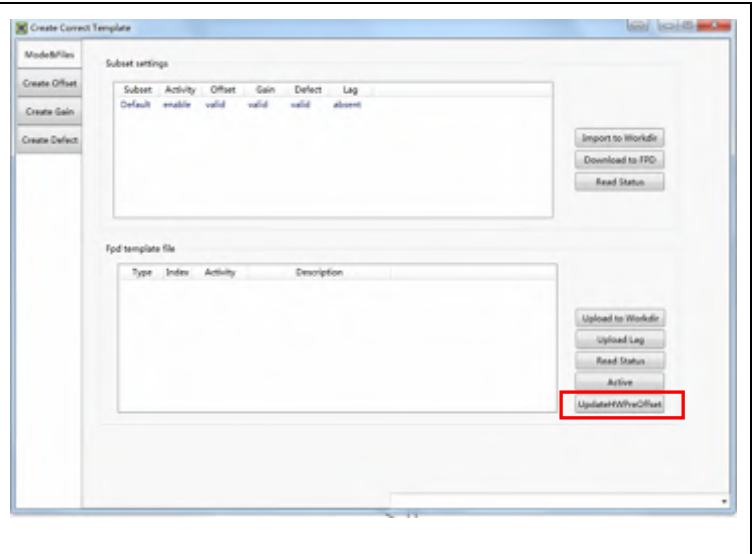 Create Correct Template
Mode&Files
Create Offset
Create Gain
Create Defect
Subset settings
Subset Activity Offset Gain Defect Lag
Default enable valid valid valid absent
Import to Workdir
Download to FPD
Read Status
Fpd template file
Type Index Activity Description
Upload to Workdir
Upload Lag
Read Status
Active
UpdateHWPreOffset